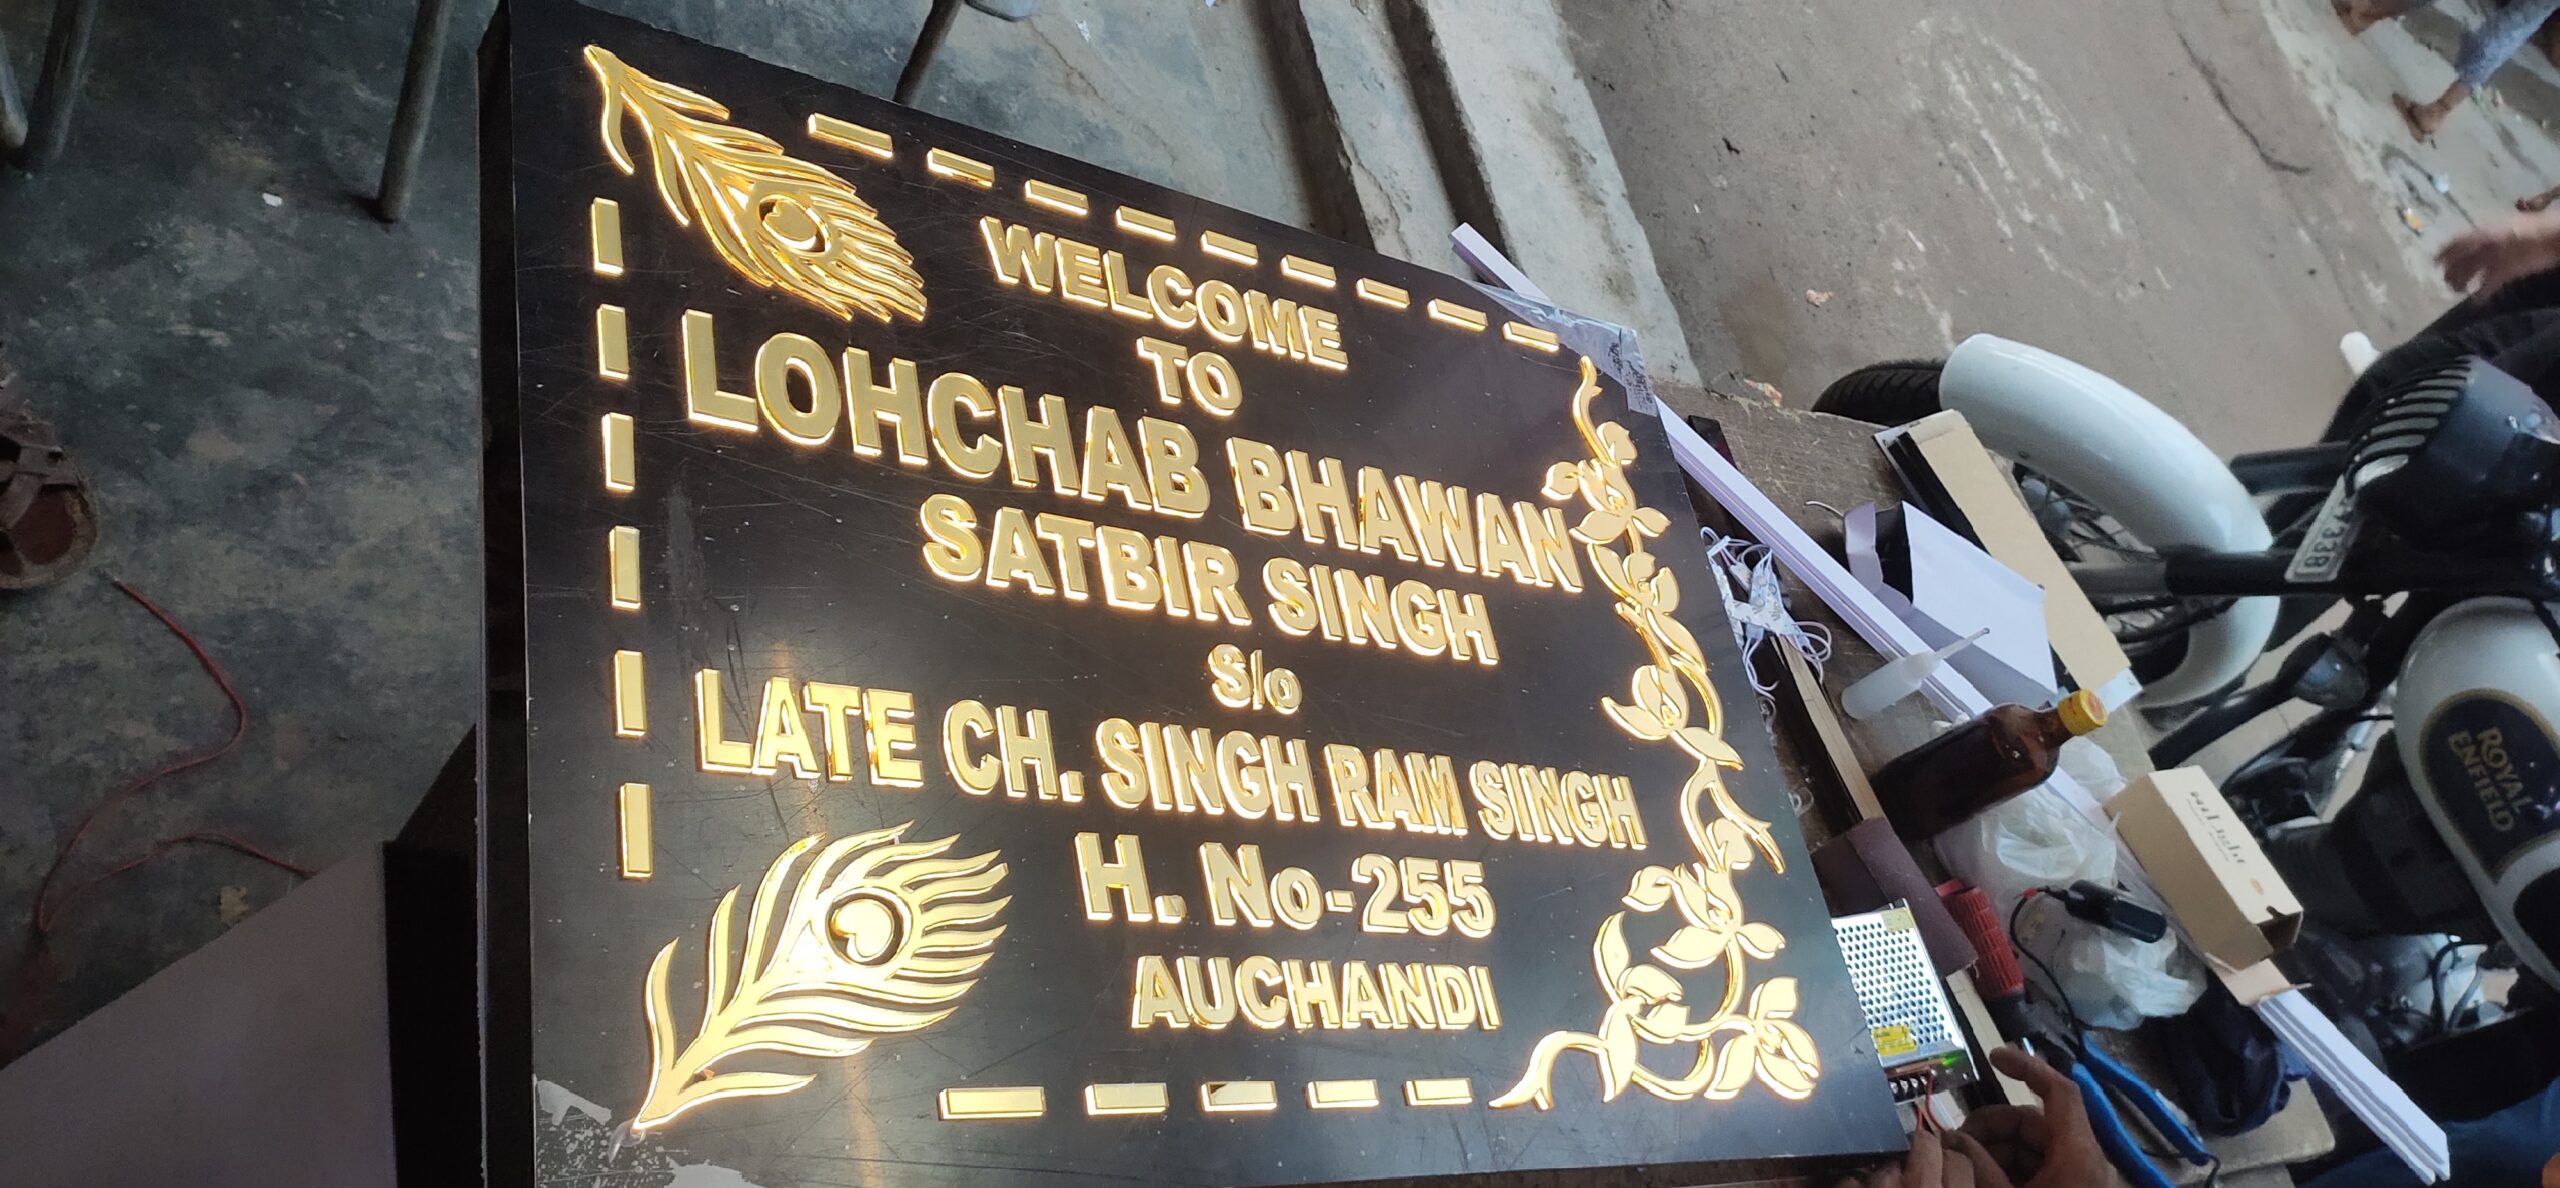 WELCOME
TO
LOHCHAB BHAWAN
SATBIR SINGH
S/o
LATE CH. SINGH RAM SINGH
H. No-255
AUCHANDI
ROYAL
ENFIELD